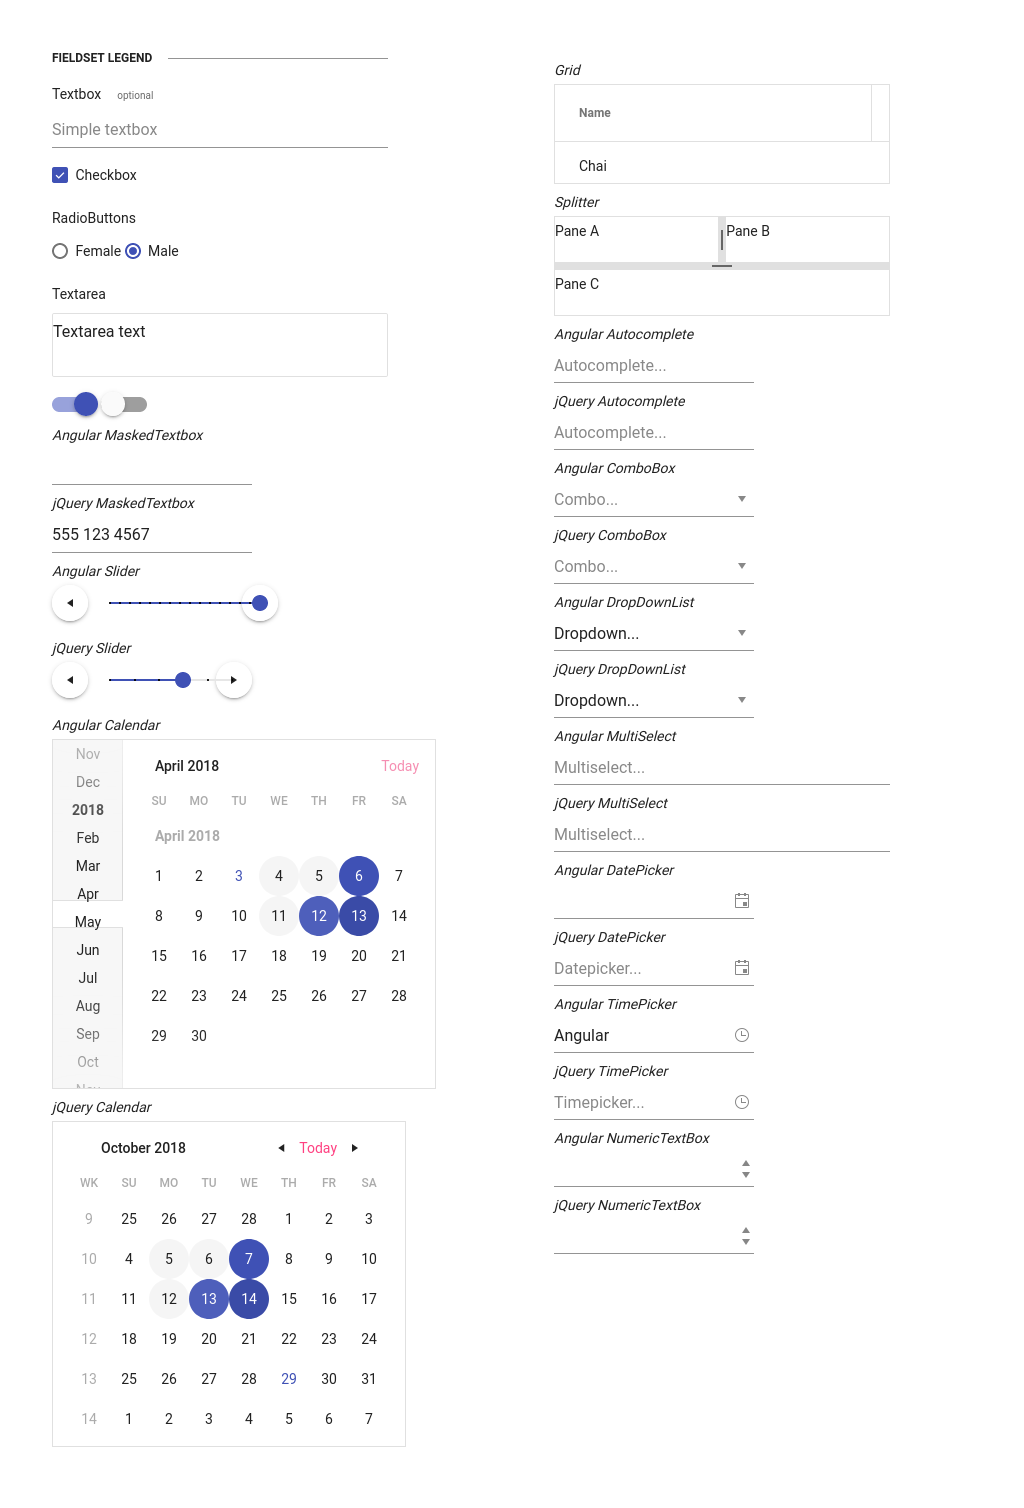 FIELDSET LEGEND
Textbox optional
Simple textbox
Checkbox
RadioButtons
Female Male
Textarea
Textarea text
Angular MaskedTextbox
jQuery MaskedTextbox
555 123 4567
Angular Slider
jQuery Slider
Angular Calendar
Nov
Dec
2018
Feb
Mar
Apr
May
Jun
Jul
Aug
Sep
Oct
Nov
April 2018 Today
SU MO TU WE TH FR SA
April 2018
1 2 3 4 5 6 7
8 9 10 11 12 13 14
15 16 17 18 19 20 21
22 23 24 25 26 27 28
29 30
jQuery Calendar
October 2018 Today
WK SU MO TU WE TH FR SA
9 25 26 27 28 1 2 3
10 4 5 6 7 8 9 10
11 11 12 13 14 15 16 17
12 18 19 20 21 22 23 24
13 25 26 27 28 29 30 31
14 1 2 3 4 5 6 7
Grid
Name
Chai
Splitter
Pane A Pane B
Pane C
Angular Autocomplete
Autocomplete...
jQuery Autocomplete
Autocomplete...
Angular ComboBox
Combo...
jQuery ComboBox
Combo...
Angular DropDownList
Dropdown...
jQuery DropDownList
Dropdown...
Angular MultiSelect
Multiselect...
jQuery MultiSelect
Multiselect...
Angular DatePicker
jQuery DatePicker
Datepicker...
Angular TimePicker
Angular
jQuery TimePicker
Timepicker...
Angular NumericTextBox
jQuery NumericTextBox